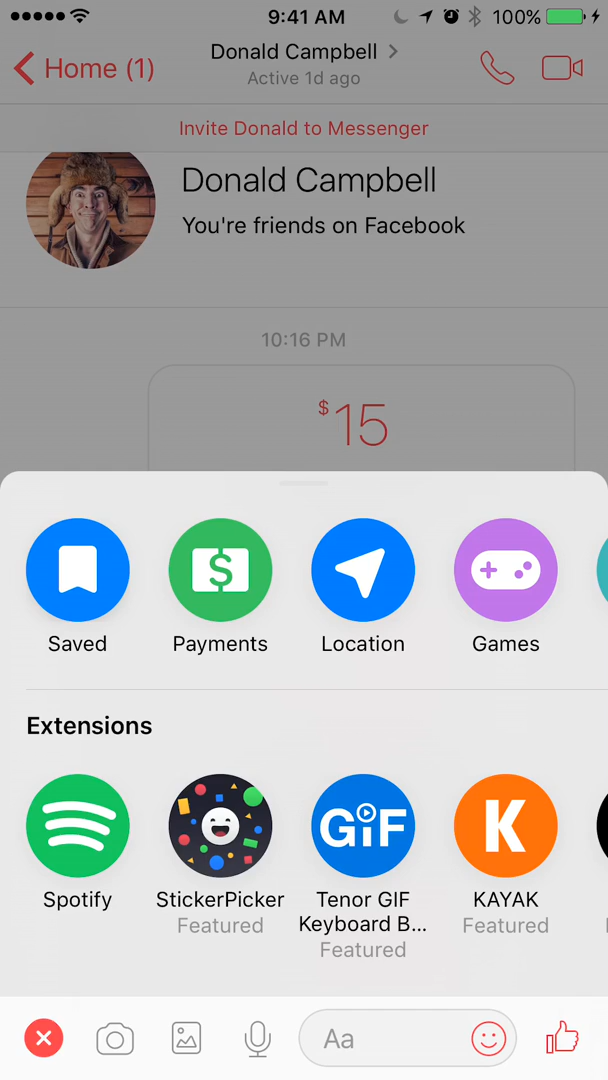 9:41 AM
100%
Home (1)
Donald Campbell
Active 1d ago
Invite Donald to Messenger
Donald Campbell
You're friends on Facebook
10:16 PM
$15
Saved
Payments
Location
Games
Extensions
GiF
K
Spotify
StickerPicker
Featured
Tenor GIF
Keyboard B...
Featured
KAYAK
Featured
Aa